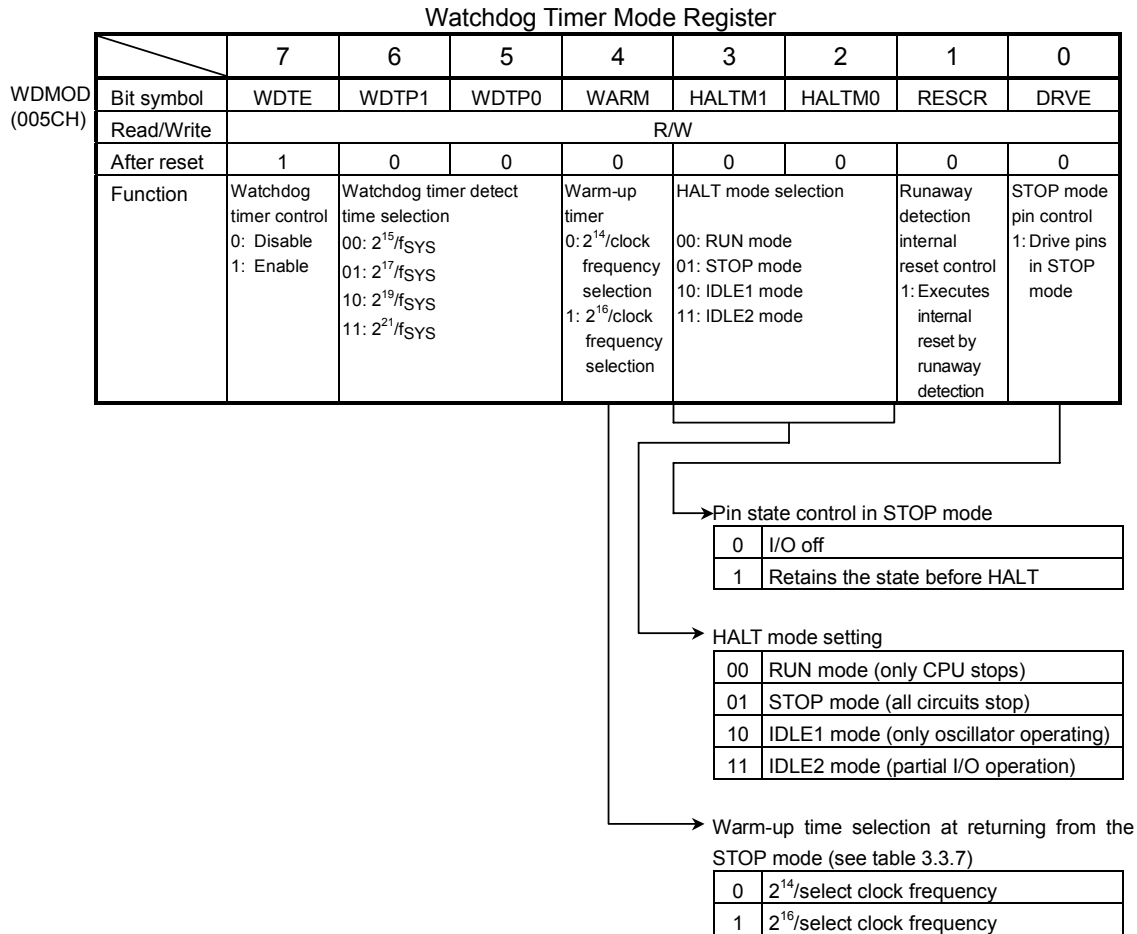 Watchdog Timer Mode Register
7 6 5 4 3 2 1 0
WDMOD (005CH)
Bit symbol WDTE WDTP1 WDTP0 WARM HALTM1 HALTM0 RESCR DRVE
Read/Write R/W
After reset 1 0 0 0 0 0 0 0
Function
Watchdog
timer control
0: Disable
1: Enable
Watchdog timer detect
time selection
00: 2^15/fSYS
01: 2^17/fSYS
10: 2^19/fSYS
11: 2^21/fSYS
Warm-up
timer
0: 2^14/clock
frequency
selection
1: 2^16/clock
frequency
selection
HALT mode selection
00: RUN mode
01: STOP mode
10: IDLE1 mode
11: IDLE2 mode
Runaway
detection
internal
reset control
1: Executes
internal
reset by
runaway
detection
STOP mode
pin control
1: Drive pins
in STOP
mode
Pin state control in STOP mode
0 I/O off
1 Retains the state before HALT
HALT mode setting
00 RUN mode (only CPU stops)
01 STOP mode (all circuits stop)
10 IDLE1 mode (only oscillator operating)
11 IDLE2 mode (partial I/O operation)
Warm-up time selection at returning from the
STOP mode (see table 3.3.7)
0 2^14/select clock frequency
1 2^16/select clock frequency